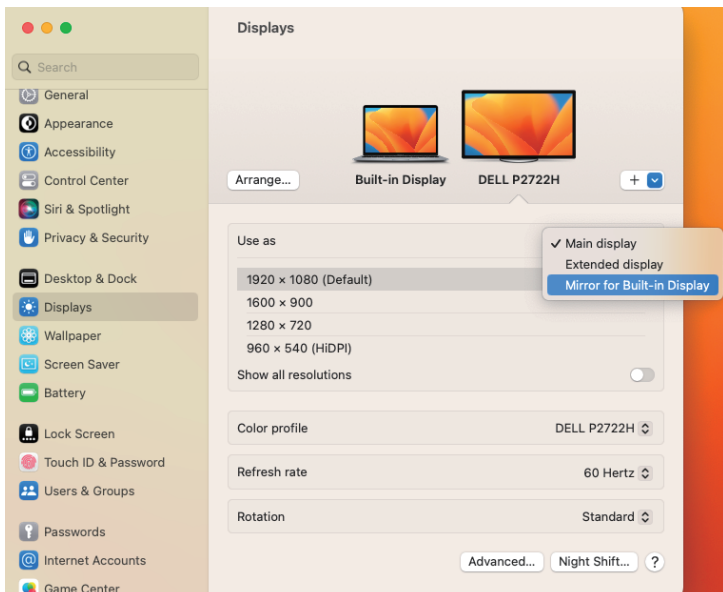 Displays
Search
General
Appearance
Accessibility
Control Center
Siri & Spotlight
Privacy & Security
Desktop & Dock
Displays
Wallpaper
Screen Saver
Battery
Lock Screen
Touch ID & Password
Users & Groups
Passwords
Internet Accounts
Game Center
Arrange...
Built-in Display
DELL P2722H
Use as
Main display
Extended display
Mirror for Built-in Display
1920 × 1080 (Default)
1600 × 900
1280 × 720
960 × 540 (HiDPI)
Show all resolutions
Color profile
DELL P2722H
Refresh rate
60 Hertz
Rotation
Standard
Advanced...
Night Shift...
?